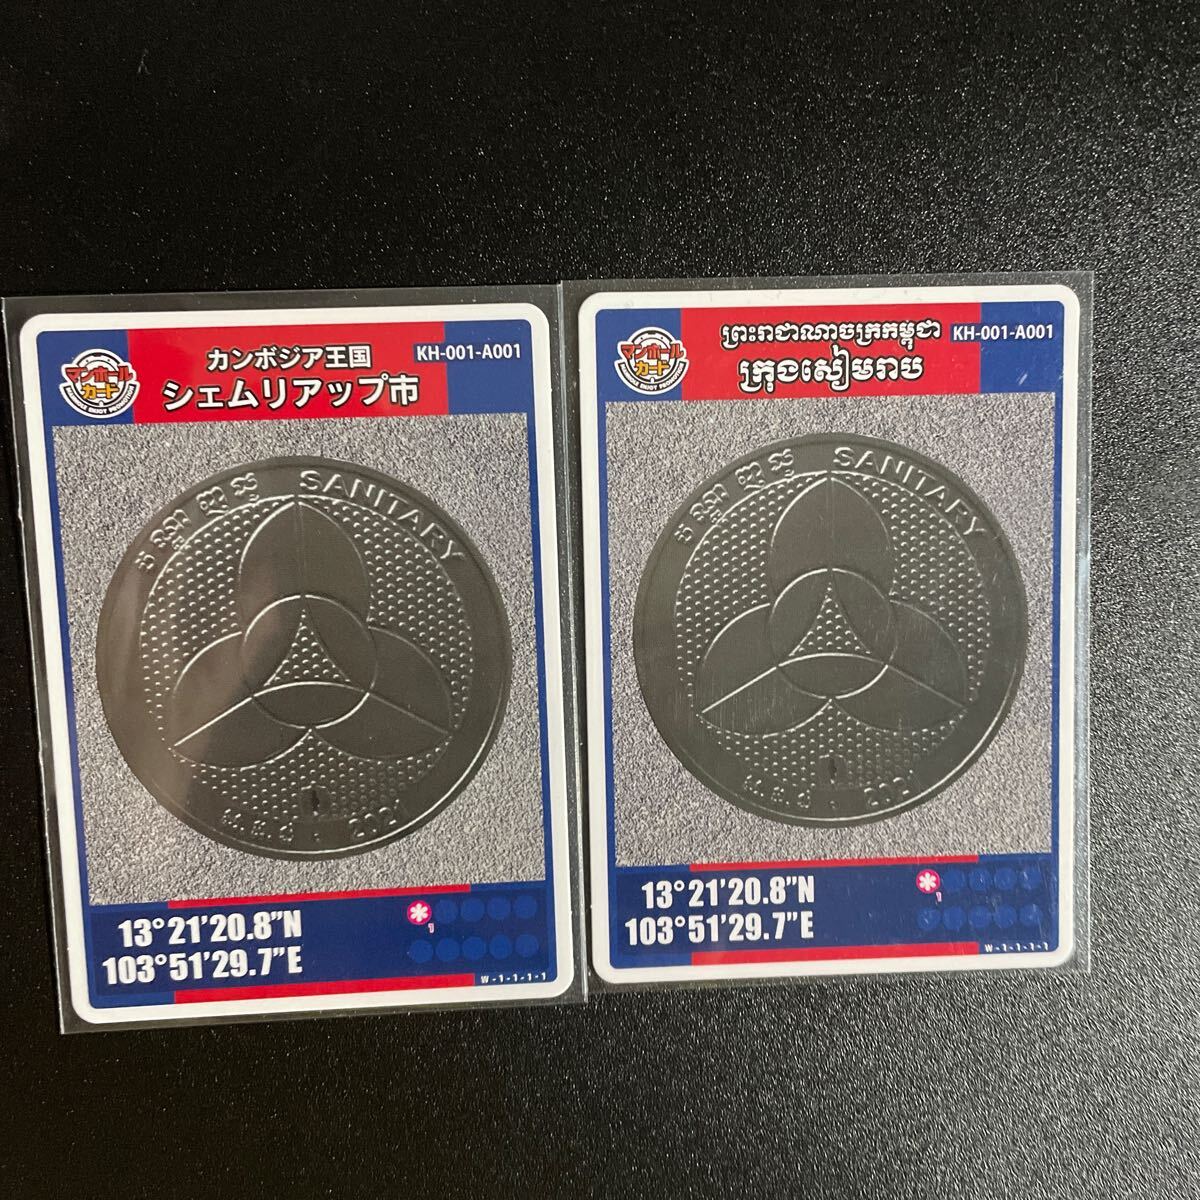 マンホール
カード
カンボジア王国
シェムリアップ市
KH-001-A001
SANITARY
2021
13°21'20.8"N
103°51'29.7"E
1
W-1-1-1-1
マンホール
カード
ព្រះរាជាណាចក្រកម្ពុជា
ក្រុងសៀមរាប
KH-001-A001
SANITARY
2021
13°21'20.8"N
103°51'29.7"E
1
W-1-1-1-1